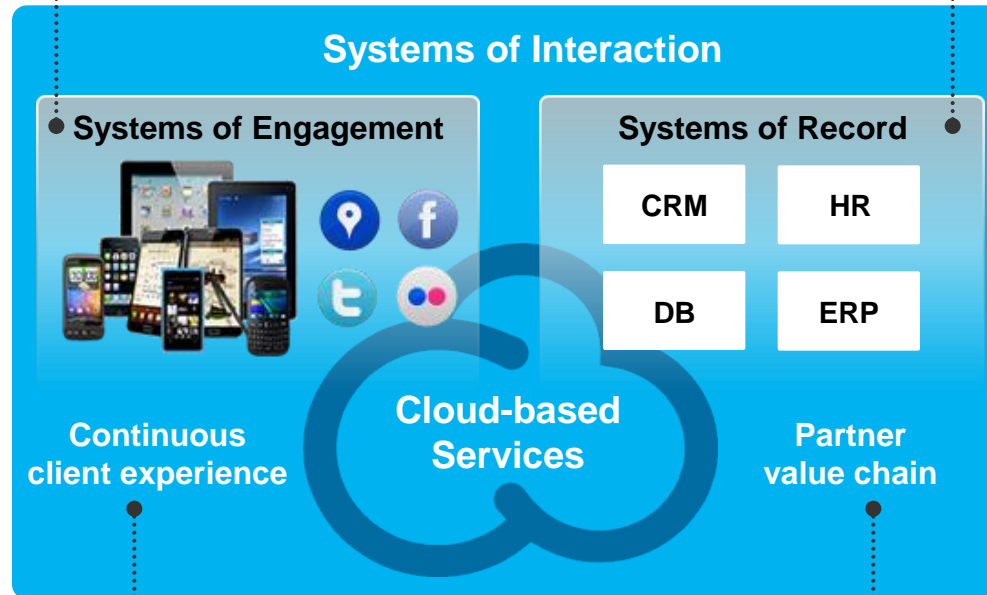 Systems of Interaction
Systems of Engagement
Systems of Record
CRM
HR
DB
ERP
Cloud-based
Services
Continuous
client experience
Partner
value chain